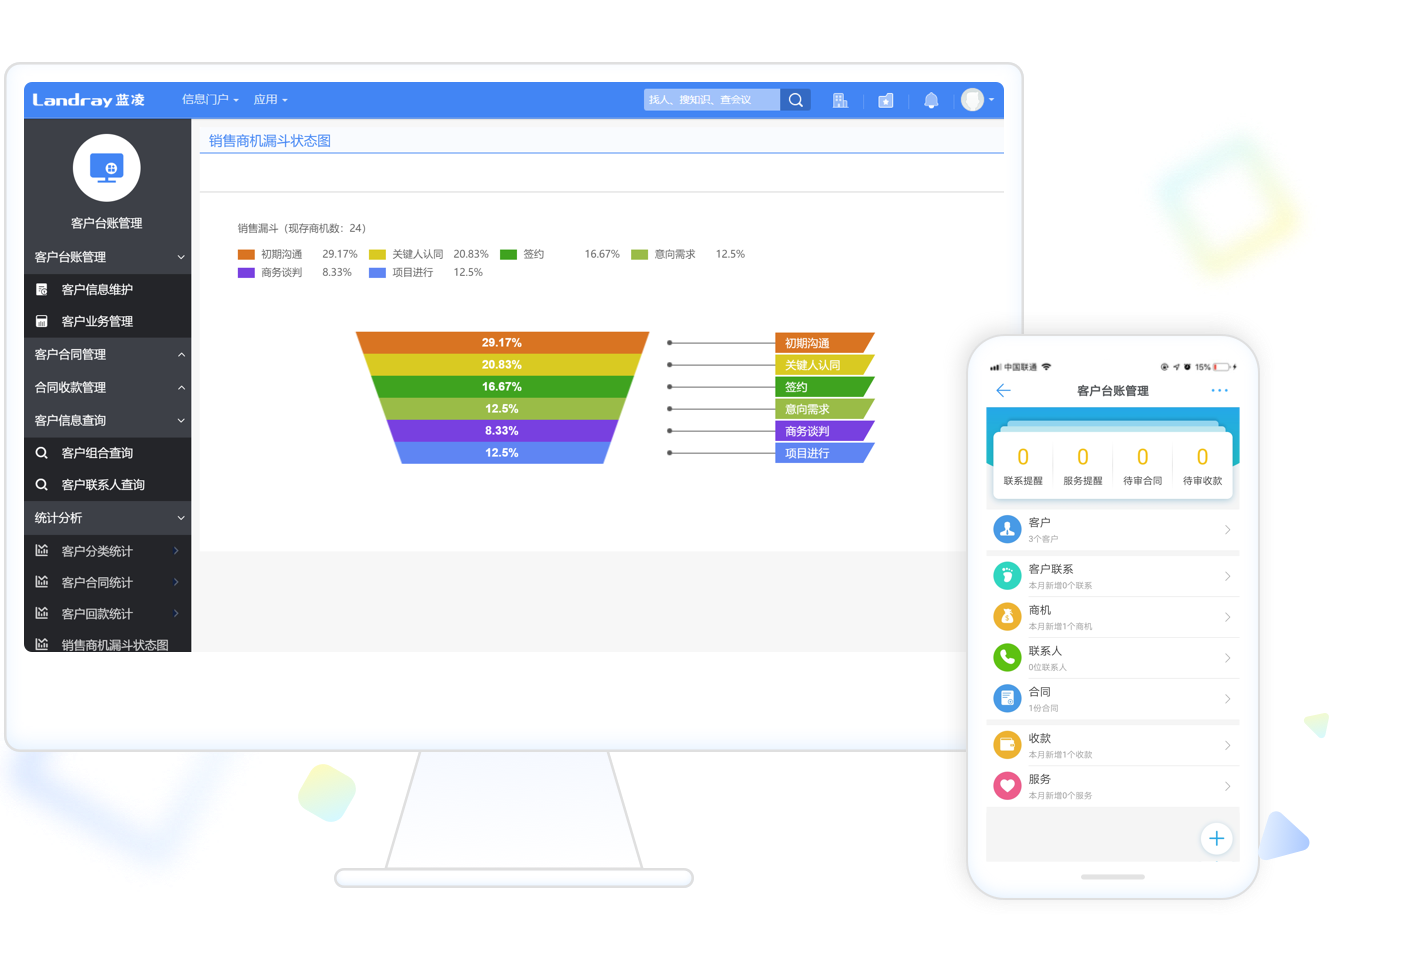 Landray蓝凌 信息门户 应用 找人、搜知识、查会议
客户台账管理
客户台账管理
客户信息维护
客户业务管理
客户合同管理
合同收款管理
客户信息查询
客户组合查询
客户联系人查询
统计分析
客户分类统计
客户合同统计
客户回款统计
销售商机漏斗状态图
销售商机漏斗状态图
销售漏斗（现存商机数：24）
初期沟通 29.17% 关键人认同 20.83% 签约 16.67% 意向需求 12.5%
商务谈判 8.33% 项目进行 12.5%
29.17% 初期沟通
20.83% 关键人认同
16.67% 签约
12.5% 意向需求
8.33% 商务谈判
12.5% 项目进行
中国联通 15%
客户台账管理
0 0 0 0
联系提醒 服务提醒 待审合同 待审收款
客户
3个客户
客户联系
本月新增0个联系
商机
本月新增1个商机
联系人
0位联系人
合同
1份合同
收款
本月新增1个收款
服务
本月新增0个服务